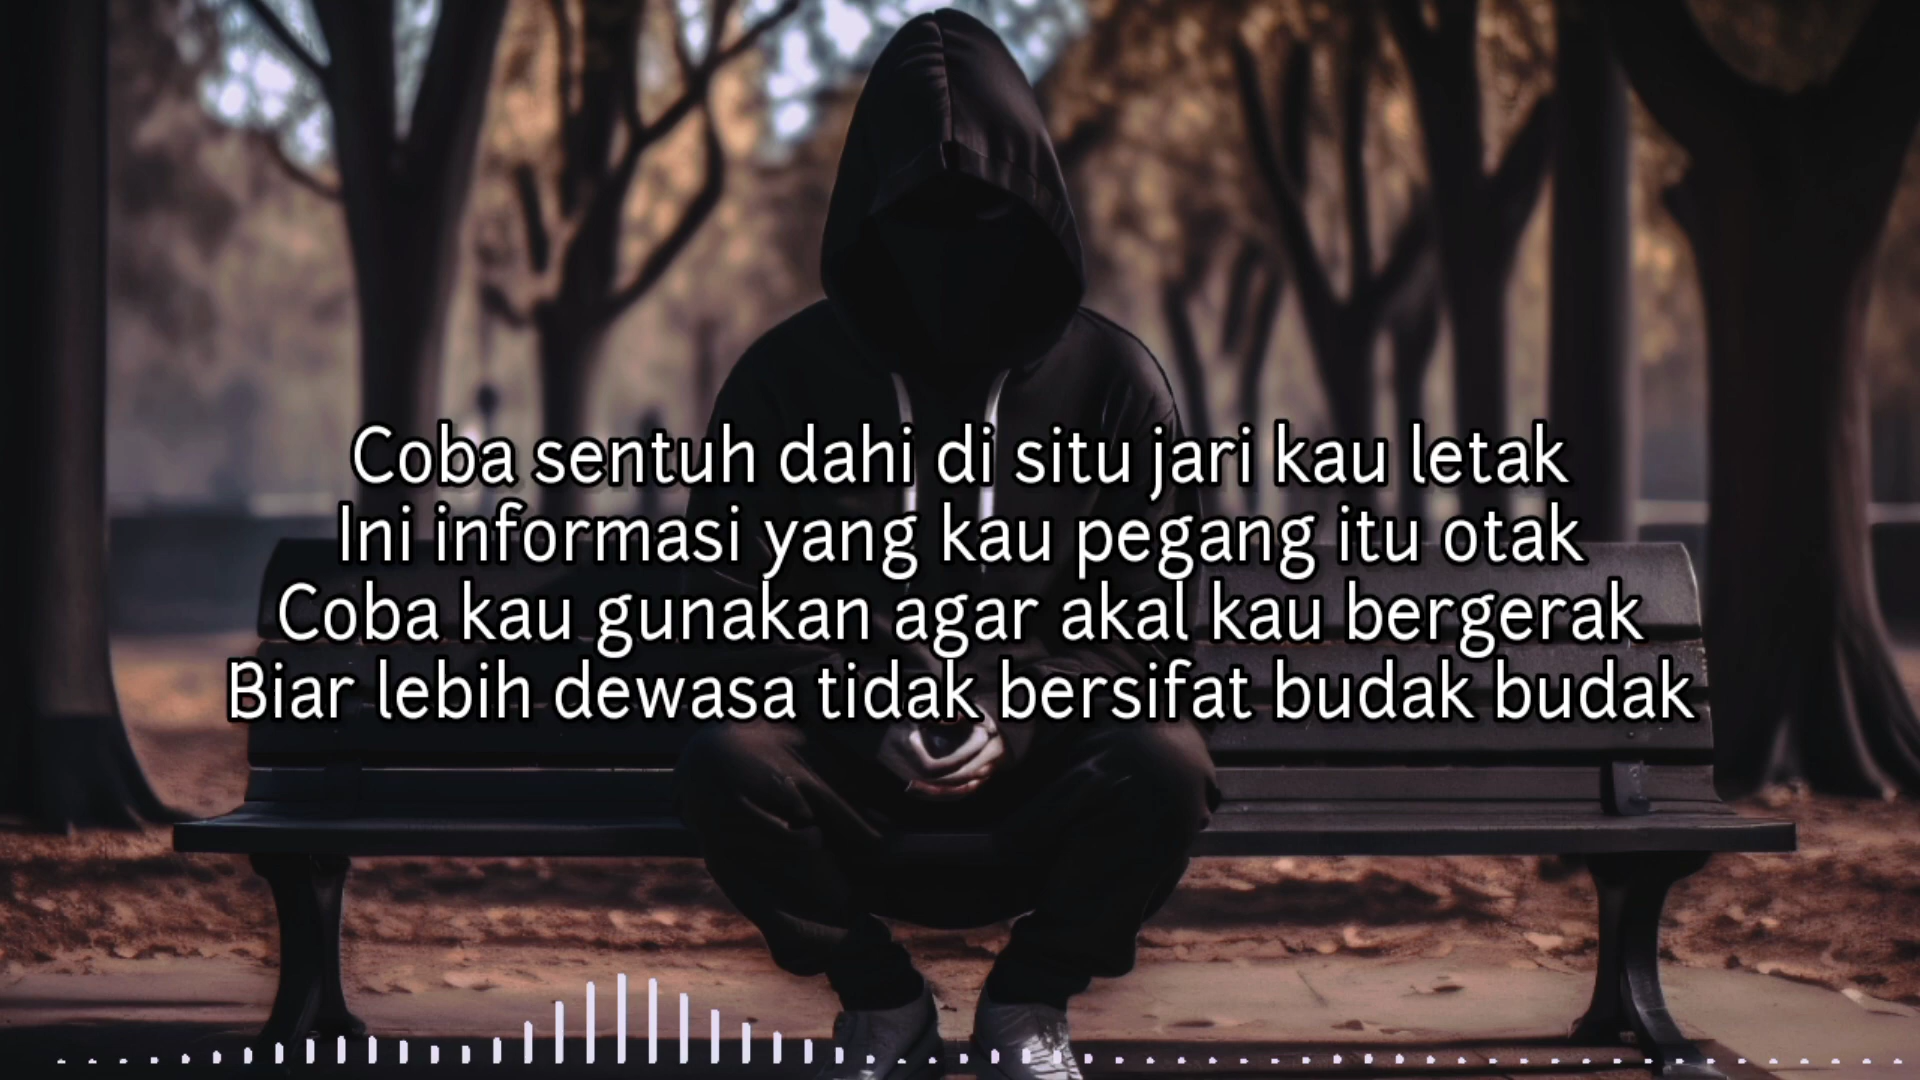 Coba sentuh dahi di situ jari kau letak
Ini informasi yang kau pegang itu otak
Coba kau gunakan agar akal kau bergerak
Biar lebih dewasa tidak bersifat budak budak